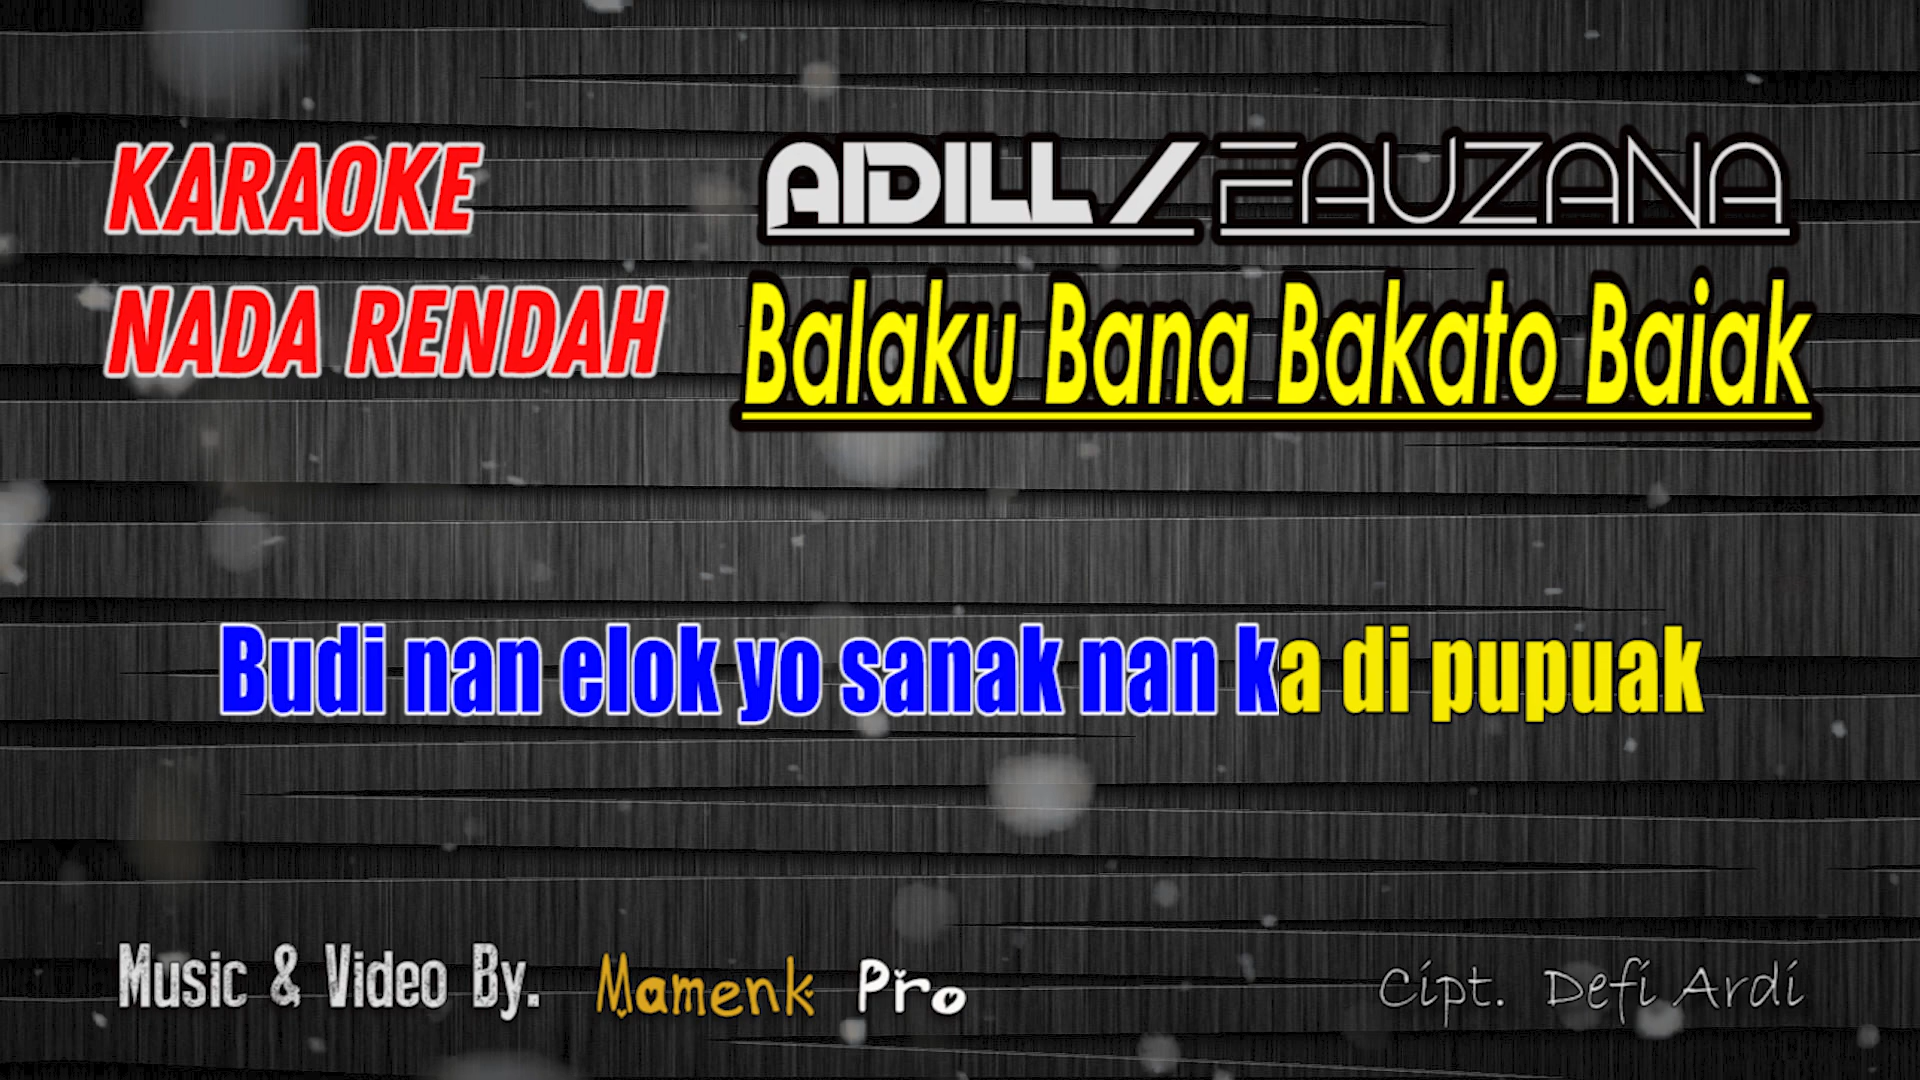 KARAOKE
NADA RENDAH
AIDILL / FAUZANA
Balaku Bana Bakato Baiak
Budi nan elok yo sanak nan ka di pupuak
Music & Video By. Mamenk Pro
Cipt. Defi Ardi